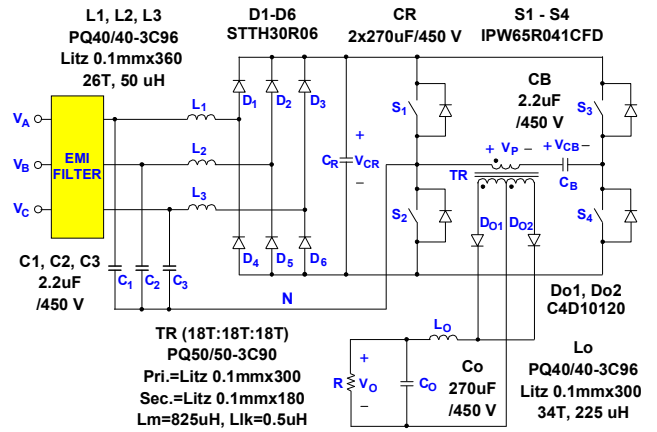 L1, L2, L3
PQ40/40-3C96
Litz 0.1mmx360
26T, 50 uH
D1-D6
STTH30R06
CR
2x270uF/450 V
S1 - S4
IPW65R041CFD
CB
2.2uF
/450 V
VA
VB
VC
EMI
FILTER
L1
L2
L3
D1
D2
D3
S1
S3
+
CR
VCR
−
+ VP −
+VCB−
TR
CB
S2
S4
DO1
DO2
D4
D5
D6
C1, C2, C3
2.2uF
/450 V
C1
C2
C3
N
Do1, Do2
C4D10120
TR (18T:18T:18T)
PQ50/50-3C90
Pri.=Litz 0.1mmx300
Sec.=Litz 0.1mmx180
Lm=825uH, Llk=0.5uH
LO
+
R
VO
−
CO
Co
270uF
/450 V
Lo
PQ40/40-3C96
Litz 0.1mmx300
34T, 225 uH